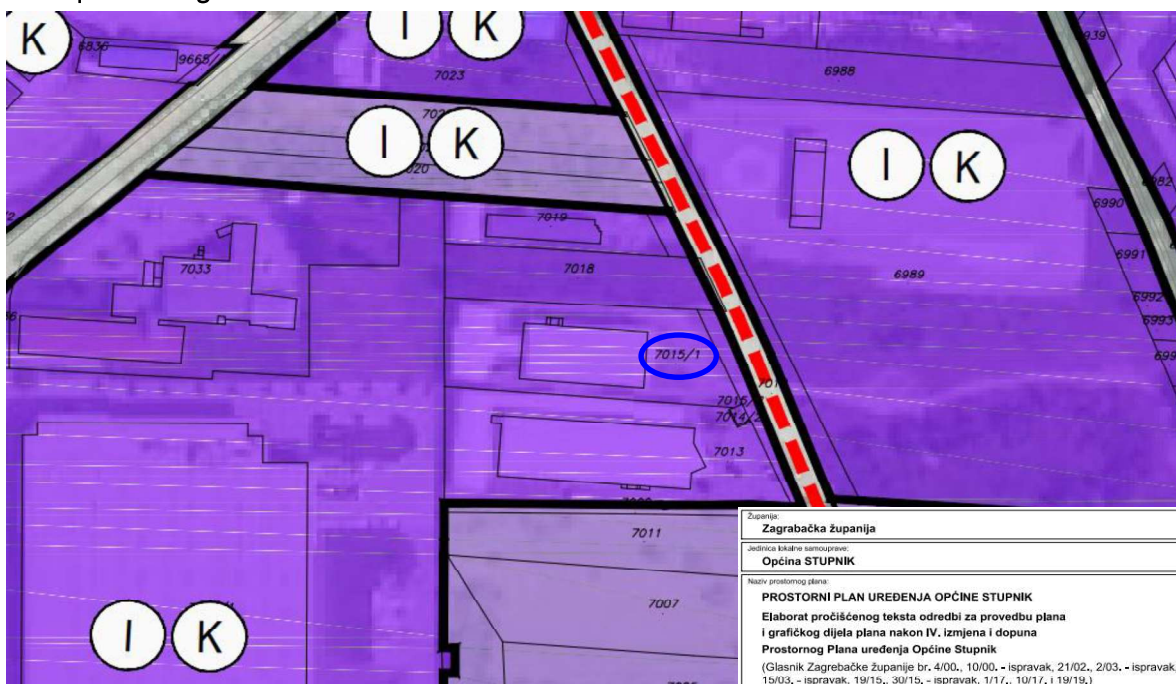 K
6836
9665/
I K
7023
6988
I K
020
I K
7019
7033
7018
6989
6990
6991
6992
6993
7015/1
7014/2
7013
7011
7007
I K
Županija:
Zagrabačka županija
Jedinica lokalne samouprave:
Općina STUPNIK
Naziv prostornog plana:
PROSTORNI PLAN UREĐENJA OPĆINE STUPNIK
Elaborat pročišćenog teksta odredbi za provedbu plana
i grafičkog dijela plana nakon IV. izmjena i dopuna
Prostornog Plana uređenja Općine Stupnik
(Glasnik Zagrebačke županije br. 4/00., 10/00. - ispravak, 21/02., 2/03. - ispravak,
15/03. - ispravak, 19/15., 30/15. - ispravak, 1/17., 10/17. i 19/19.)